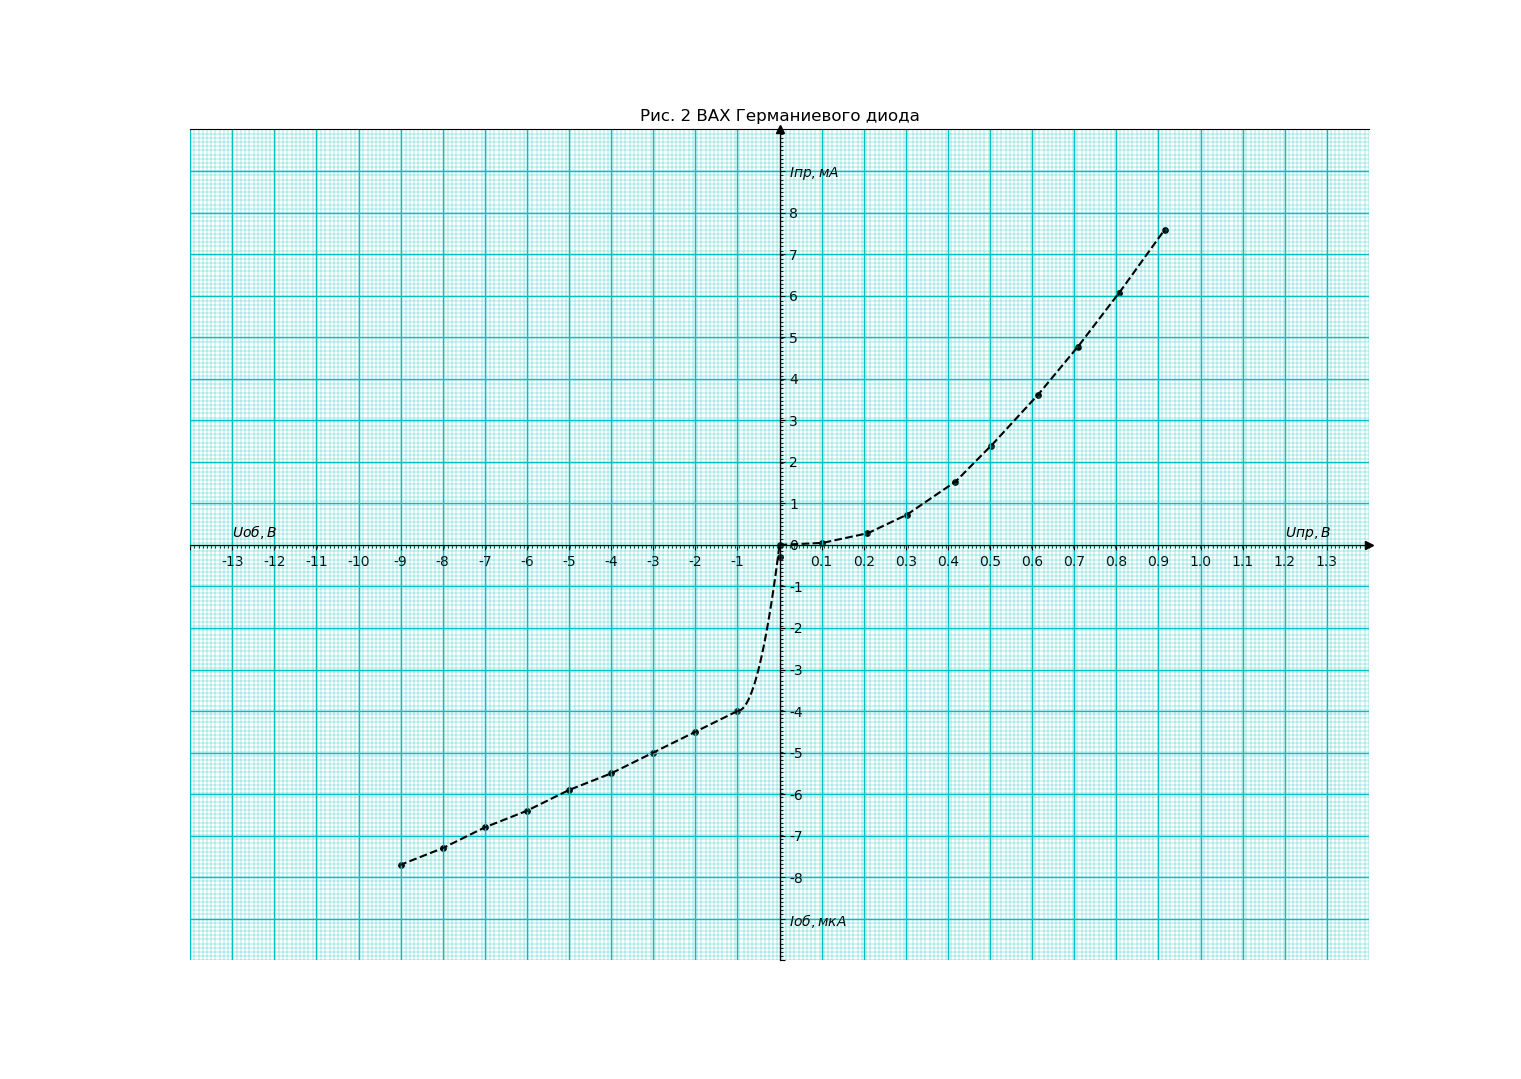 Рис. 2 ВАХ Германиевого диода
Iпр, мА
8
7
6
5
4
3
2
1
Uоб, В
Uпр, В
0
-13 -12 -11 -10 -9 -8 -7 -6 -5 -4 -3 -2 -1 0.1 0.2 0.3 0.4 0.5 0.6 0.7 0.8 0.9 1.0 1.1 1.2 1.3
-1
-2
-3
-4
-5
-6
-7
-8
Iоб, мкА